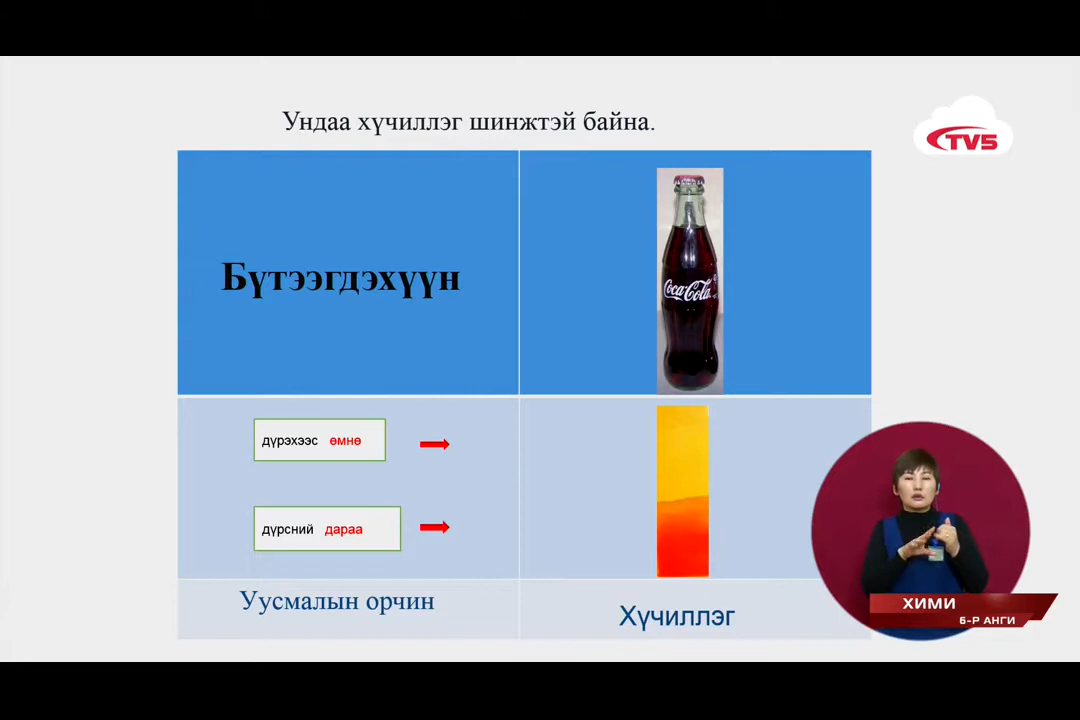 Ундаа хүчиллэг шинжтэй байна.
TV5
Бүтээгдэхүүн
Coca-Cola
дүрэхээс өмнө
дүрсний дараа
Уусмалын орчин
Хүчиллэг
ХИМИ
6-Р АНГИ